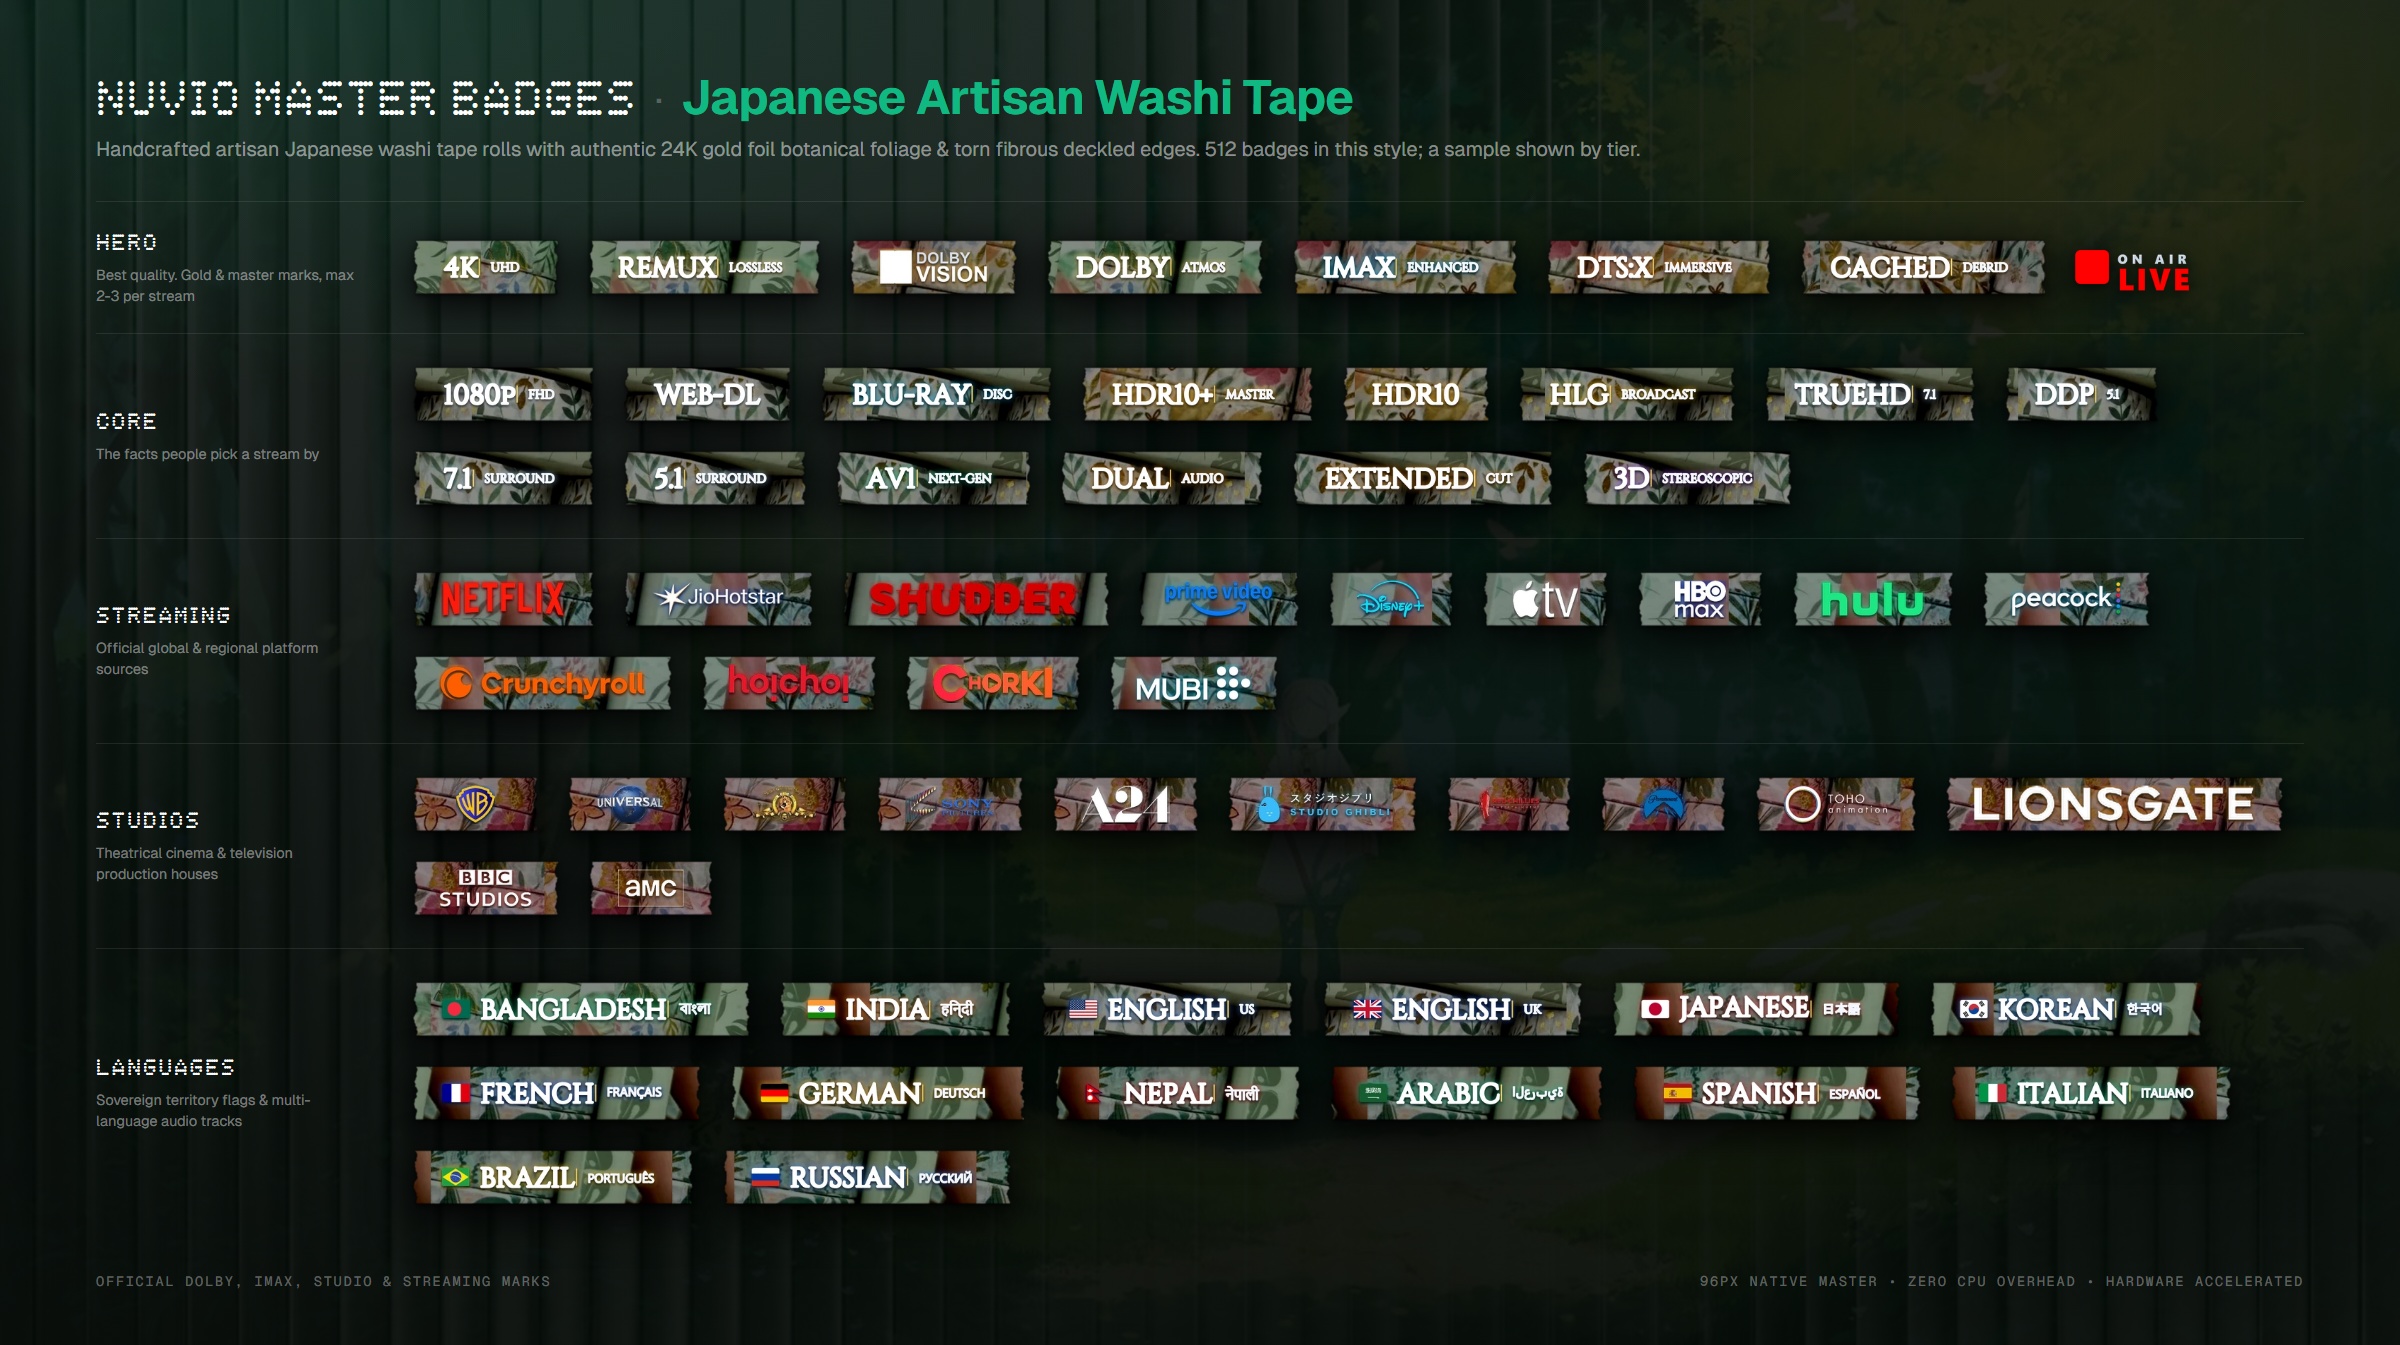 NUVIO MASTER BADGES · Japanese Artisan Washi Tape
Handcrafted artisan Japanese washi tape rolls with authentic 24K gold foil botanical foliage & torn fibrous deckled edges. 512 badges in this style; a sample shown by tier.
HERO
Best quality. Gold & master marks, max
2-3 per stream
4K UHD
REMUX LOSSLESS
DOLBY
VISION
DOLBY ATMOS
IMAX ENHANCED
DTS:X IMMERSIVE
CACHED DEBRID
ON AIR
LIVE
CORE
The facts people pick a stream by
1080P FHD
WEB-DL
BLU-RAY DISC
HDR10+ MASTER
HDR10
HLG BROADCAST
TRUEHD 7.1
DDP 5.1
7.1 SURROUND
5.1 SURROUND
AV1 NEXT-GEN
DUAL AUDIO
EXTENDED CUT
3D STEREOSCOPIC
STREAMING
Official global & regional platform
sources
NETFLIX
JioHotstar
SHUDDER
prime video
Disney+
tv
HBO
max
hulu
peacock
Crunchyroll
hoichoi
CHORKI
MUBI
STUDIOS
Theatrical cinema & television
production houses
WB
UNIVERSAL
SONY
A24
スタジオジブリ
STUDIO GHIBLI
TOHO
animation
LIONSGATE
BBC
STUDIOS
aMC
LANGUAGES
Sovereign territory flags & multi-
language audio tracks
BANGLADESH বাংলা
INDIA हनिदी
ENGLISH US
ENGLISH UK
JAPANESE 日本語
KOREAN 한국어
FRENCH FRANÇAIS
GERMAN DEUTSCH
NEPAL नेपाली
ARABIC العربية
SPANISH ESPAÑOL
ITALIAN ITALIANO
BRAZIL PORTUGUÊS
RUSSIAN РУССКИЙ
OFFICIAL DOLBY, IMAX, STUDIO & STREAMING MARKS
96PX NATIVE MASTER • ZERO CPU OVERHEAD • HARDWARE ACCELERATED